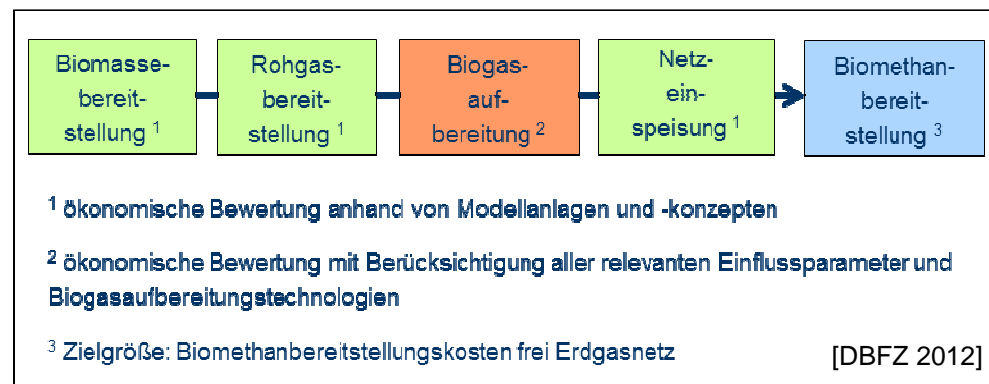 Biomasse-
bereit-
stellung ¹
Rohgas-
bereit-
stellung ¹
Biogas-
auf-
bereitung ²
Netz-
ein-
speisung ¹
Biomethan-
bereit-
stellung ³
¹ ökonomische Bewertung anhand von Modellanlagen und -konzepten
² ökonomische Bewertung mit Berücksichtigung aller relevanten Einflussparameter und
Biogasaufbereitungstechnologien
³ Zielgröße: Biomethanbereitstellungskosten frei Erdgasnetz
[DBFZ 2012]